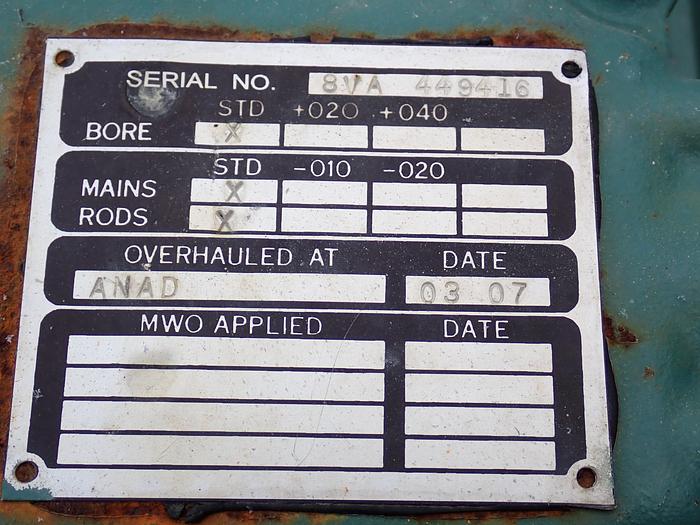 SERIAL NO. 8VA 449416
STD +020 +040
BORE X
STD -010 -020
MAINS X
RODS X
OVERHAULED AT DATE
ANAD 03 07
MWO APPLIED DATE